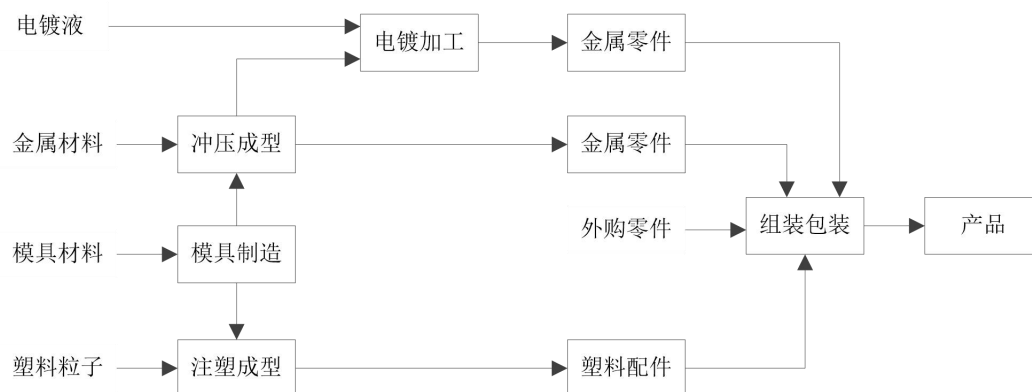 电镀液
电镀加工
金属零件
金属材料
冲压成型
金属零件
外购零件
组装包装
产品
模具材料
模具制造
塑料粒子
注塑成型
塑料配件